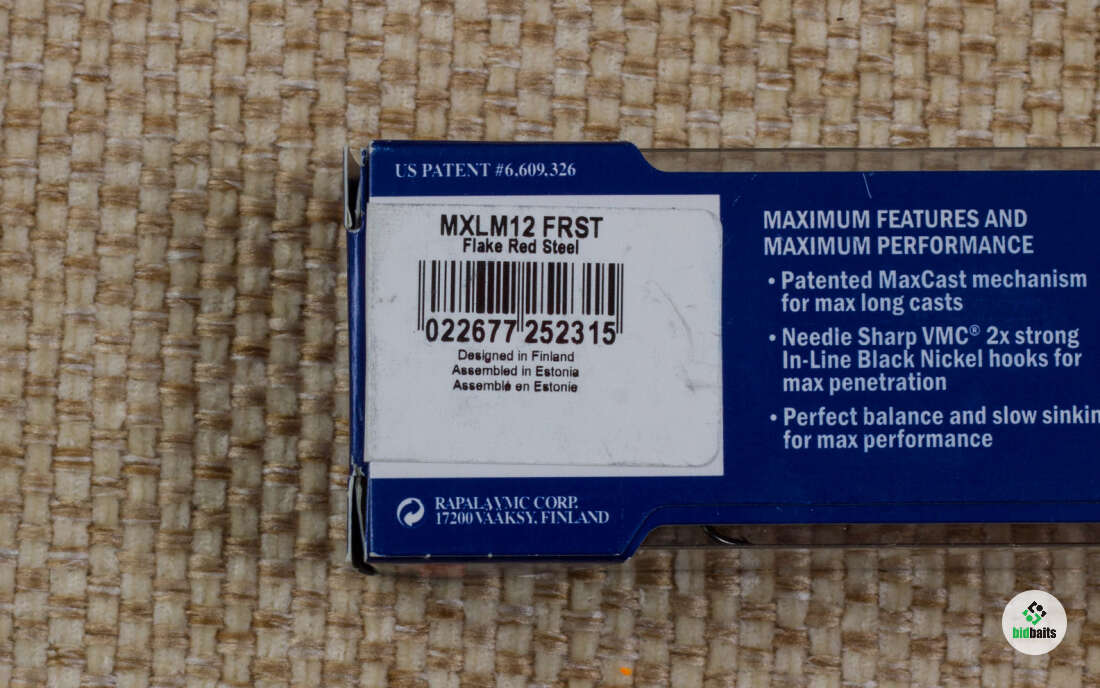 US PATENT #6,609,326
MXLM12 FRST
Flake Red Steel
022677 252315
Designed in Finland
Assembled in Estonia
Assemblé en Estonie
RAPALA VMC CORP.
17200 VÄÄKSY, FINLAND
MAXIMUM FEATURES AND
MAXIMUM PERFORMANCE
• Patented MaxCast mechanism
for max long casts
• Needle Sharp VMC® 2x strong
In-Line Black Nickel hooks for
max penetration
• Perfect balance and slow sinkin
for max performance
bidbaits